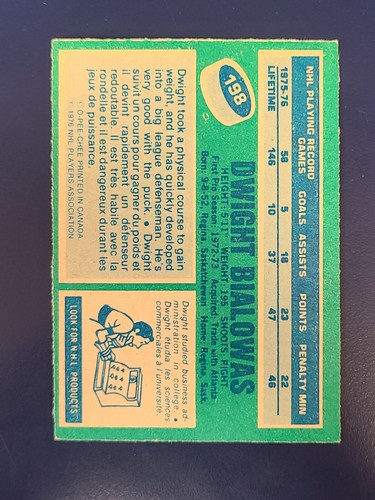 198
DWIGHT BIALOWAS
HEIGHT: 5'11" WEIGHT: 196 SHOOTS: RIGHT
First Pro Season: 1972-73 Acquired: Trade with Atlanta
Born: 9-8-52, Regina, Saskatchewan Home: Regina, Sask.
NHL PLAYING RECORD
GAMES GOALS ASSISTS POINTS PENALTY MIN
1975-76 58 5 18 23 22
LIFETIME 146 10 37 47 46
Dwight took a physical course to gain
weight, and he has quickly developed
into a big league defenseman. He's
very good with the puck. • Dwight
suivit un cours pour gagner du poids et
il devint rapidement un défenseur
redoutable. Il est très habile avec la
rondelle et il est dangereux durant les
jeux de puissance
O-PEE-CHEE PRINTED IN CANADA
© 1976 NHL PLAYERS ASSOCIATION
Dwight studied business ad-
ministration in college. •
Dwight étudia les sciences
commerciales à l'université.
LOOK FOR N.H.L. PRODUCTS